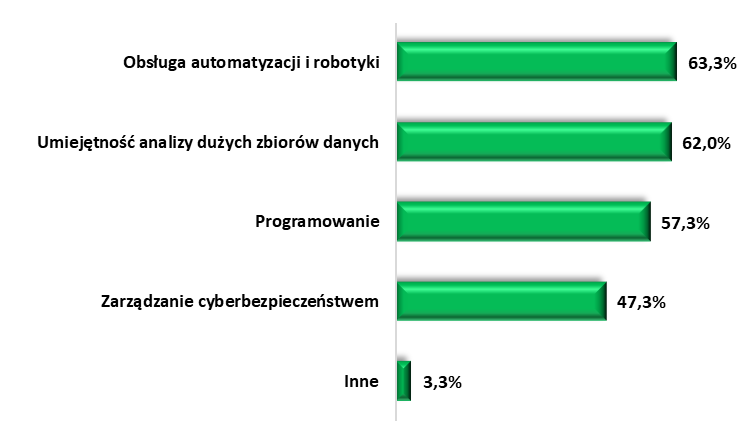 Obsługa automatyzacji i robotyki 63,3%
Umiejętność analizy dużych zbiorów danych 62,0%
Programowanie 57,3%
Zarządzanie cyberbezpieczeństwem 47,3%
Inne 3,3%